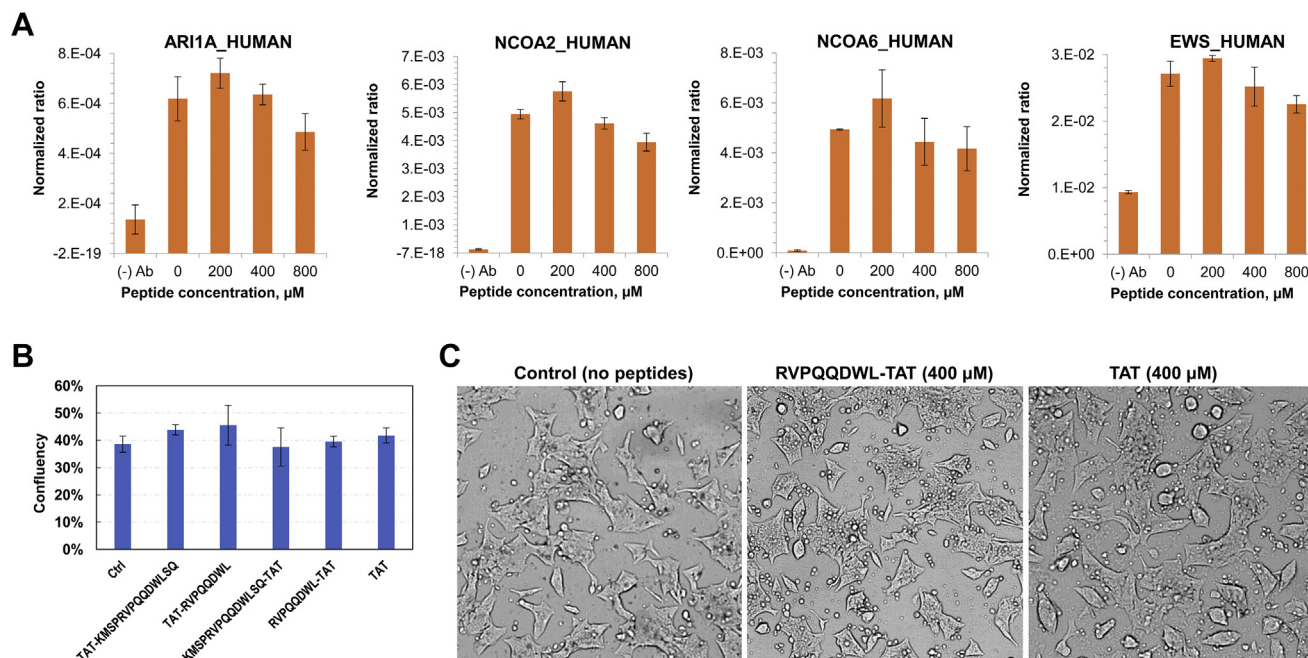 A
ARI1A_HUMAN
Normalized ratio
8.E-04
6.E-04
4.E-04
2.E-04
-2.E-19
(-) Ab 0 200 400 800
Peptide concentration, µM
NCOA2_HUMAN
Normalized ratio
7.E-03
6.E-03
5.E-03
4.E-03
3.E-03
2.E-03
1.E-03
-7.E-18
(-) Ab 0 200 400 800
Peptide concentration, µM
NCOA6_HUMAN
Normalized ratio
8.E-03
6.E-03
4.E-03
2.E-03
0.E+00
(-) Ab 0 200 400 800
Peptide concentration, µM
EWS_HUMAN
Normalized ratio
3.E-02
2.E-02
1.E-02
0.E+00
(-) Ab 0 200 400 800
Peptide concentration, µM
B
Confluency
60%
50%
40%
30%
20%
10%
0%
Ctrl
TAT-KMSPRVPQQDWLSQ
TAT-RVPQQDWL
KMSPRVPQQDWLSQ-TAT
RVPQQDWL-TAT
TAT
C
Control (no peptides)
RVPQQDWL-TAT (400 µM)
TAT (400 µM)